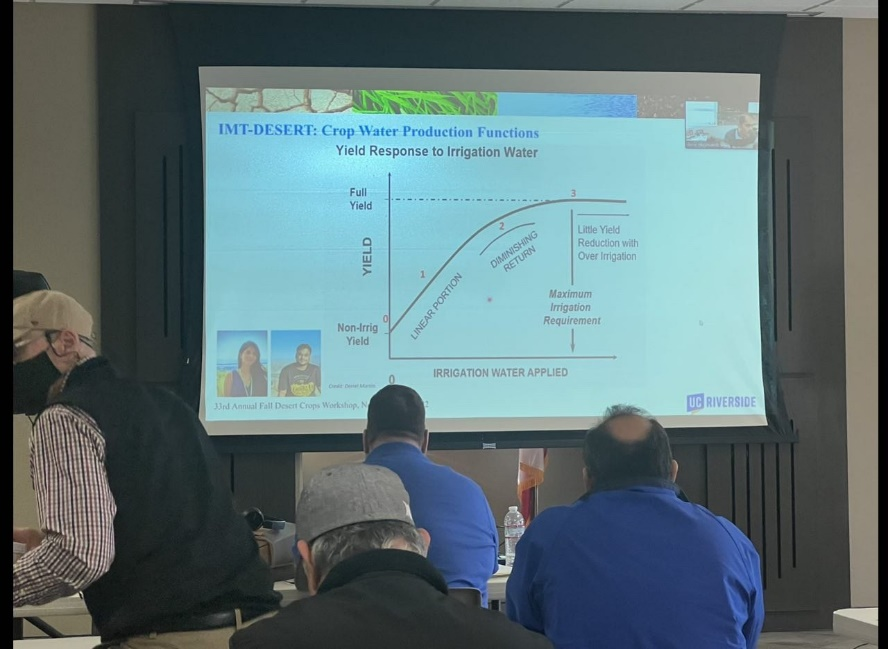 IMT-DESERT: Crop Water Production Functions
Yield Response to Irrigation Water
Full
Yield
3
2
DIMINISHING
RETURN
Little Yield
Reduction with
Over Irrigation
YIELD
1
LINEAR PORTION
Maximum
Irrigation
Requirement
0
Non-Irrig
Yield
IRRIGATION WATER APPLIED
0
Credit:
33rd Annual Fall Desert Crops Workshop,
UC RIVERSIDE